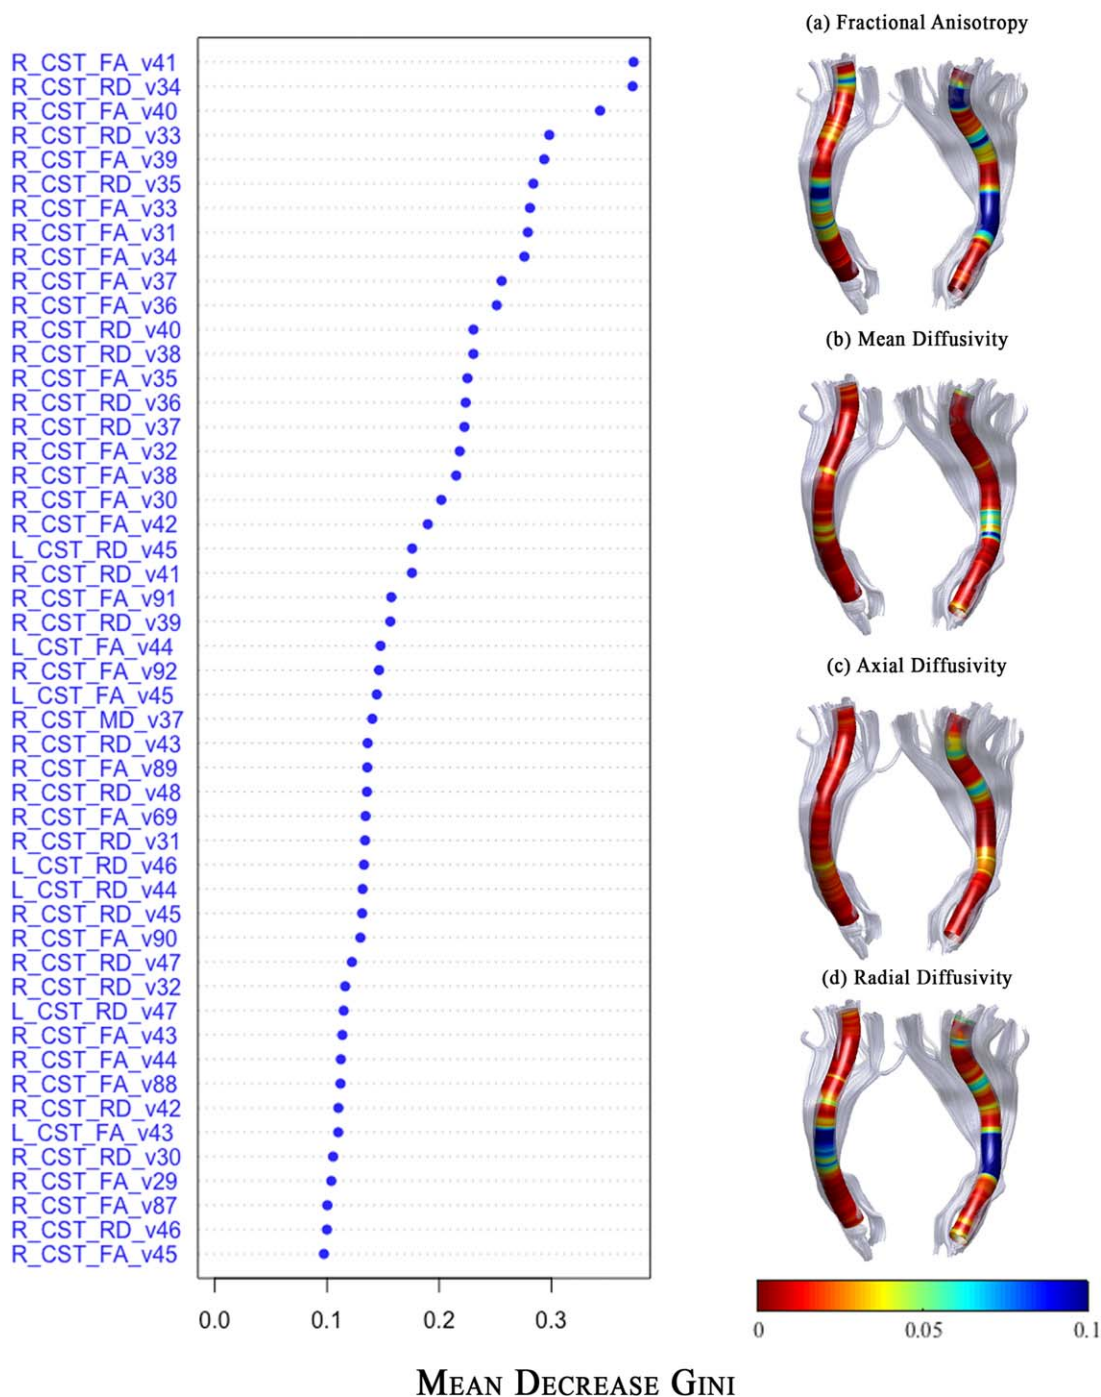 R_CST_FA_v41
R_CST_RD_v34
R_CST_FA_v40
R_CST_RD_v33
R_CST_FA_v39
R_CST_RD_v35
R_CST_FA_v33
R_CST_FA_v31
R_CST_FA_v34
R_CST_FA_v37
R_CST_FA_v36
R_CST_RD_v40
R_CST_RD_v38
R_CST_FA_v35
R_CST_RD_v36
R_CST_RD_v37
R_CST_FA_v32
R_CST_FA_v38
R_CST_FA_v30
R_CST_FA_v42
L_CST_RD_v45
R_CST_RD_v41
R_CST_FA_v91
R_CST_RD_v39
L_CST_FA_v44
R_CST_FA_v92
L_CST_FA_v45
R_CST_MD_v37
R_CST_RD_v43
R_CST_FA_v89
R_CST_RD_v48
R_CST_FA_v69
R_CST_RD_v31
L_CST_RD_v46
L_CST_RD_v44
R_CST_RD_v45
R_CST_FA_v90
R_CST_RD_v47
R_CST_RD_v32
L_CST_RD_v47
R_CST_FA_v43
R_CST_FA_v44
R_CST_FA_v88
R_CST_RD_v42
L_CST_FA_v43
R_CST_RD_v30
R_CST_FA_v29
R_CST_FA_v87
R_CST_RD_v46
R_CST_FA_v45
0.0 0.1 0.2 0.3
MEAN DECREASE GINI
(a) Fractional Anisotropy
(b) Mean Diffusivity
(c) Axial Diffusivity
(d) Radial Diffusivity
0 0.05 0.1